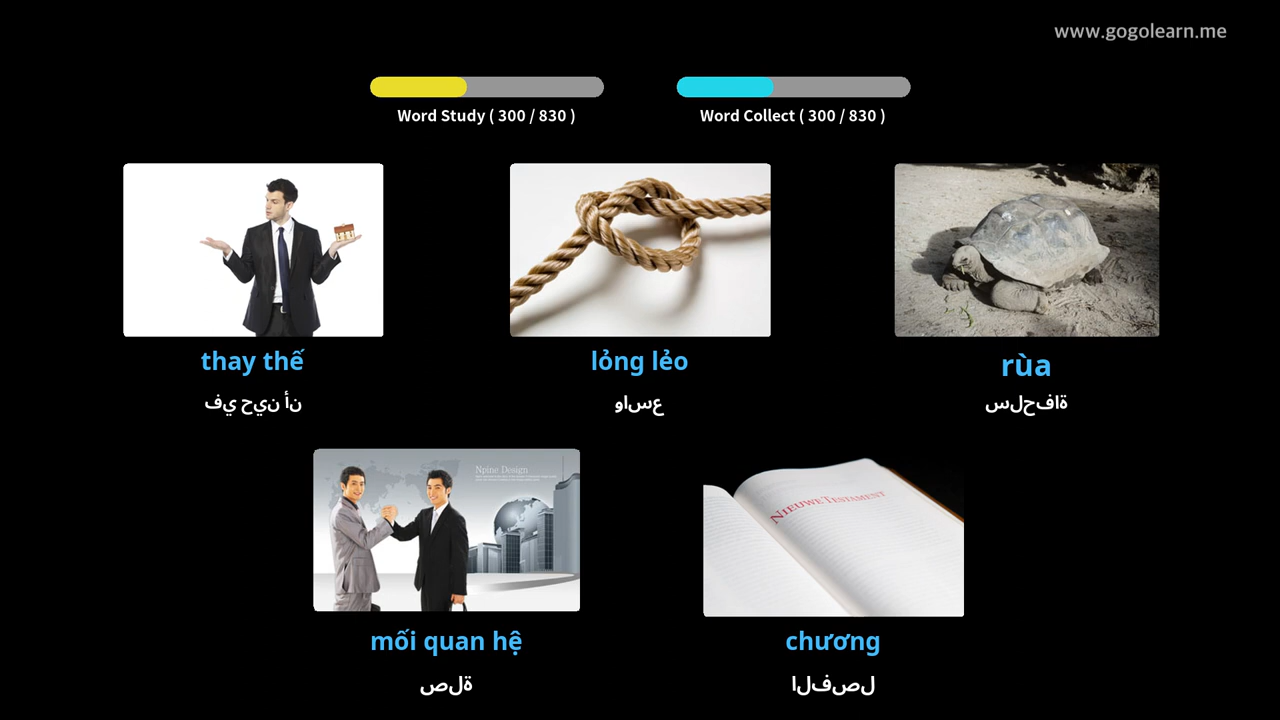 www.gogolearn.me
Word Study ( 300 / 830 )
Word Collect ( 300 / 830 )
thay thế
في حين أن
lỏng lẻo
واسع
rùa
سلحفاة
Npine Design
NIEUWE TESTAMENT
mối quan hệ
صلة
chương
الفصل